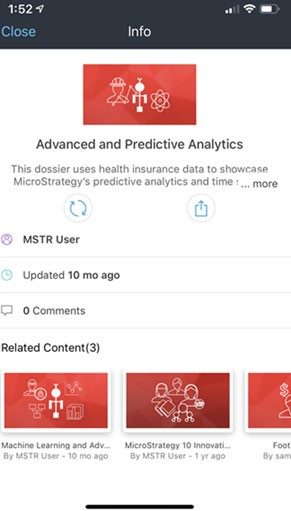 1:52
Close
Info
Advanced and Predictive Analytics
This dossier uses health insurance data to showcase
MicroStrategy's predictive analytics and time s... more
MSTR User
Updated 10 mo ago
0 Comments
Related Content(3)
Machine Learning and Adv...
MicroStrategy 10 Innovati...
Foot
By MSTR User - 10 mo ago
By MSTR User - 1 yr ago
By sam